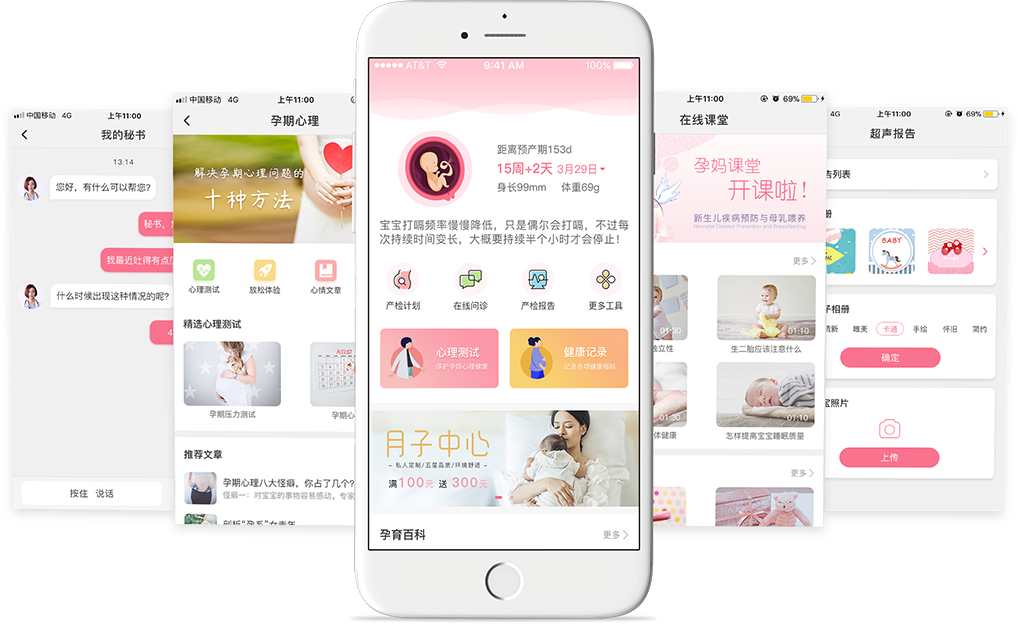 中国移动 4G 上午11:00
我的秘书
13:14
您好，有什么可帮您?
秘书，
我最近吐得有点
什么时候出现这种情况的呢?
4
按住 说话
中国移动 4G 上午11:00
孕期心理
解决孕期心理问题的
十种方法
心理测试
放松体验
心情文章
精选心理测试
孕期压力测试
孕期心
推荐文章
孕期心理八大怪癖，你占了几个?
怪癖一：对宝宝的事物容易感动。专家
剖析"孕系"女青年
AT&T 9:41 AM 100%
距离预产期153d
15周+2天 3月29日
身长99mm 体重69g
宝宝打嗝频率慢慢降低，只是偶尔会打嗝，不过每
次持续时间变长，大概要持续半个小时才会停止！
产检计划
在线问诊
产检报告
更多工具
心理测试
保护孕妈心理健康
健康记录
记录各项健康指标
月子中心
- 私人定制/五星品质/环境舒适 -
满100元 送 300元
孕育百科
更多
上午11:00 69%
在线课堂
孕妈课堂
开课啦！
新生儿疾病预防与母乳喂养
Neonatal Disease Prevention and Breastfeeding
更多
01:30
01:10
独立性
生二胎应该注意什么
01:10
体健康
怎样提高宝宝睡眠质量
更多
4G 上午11:00 69%
超声报告
告列表
册
BABY
子相册
清新 唯美 卡通 手绘 怀旧 简约
确定
宝照片
上传